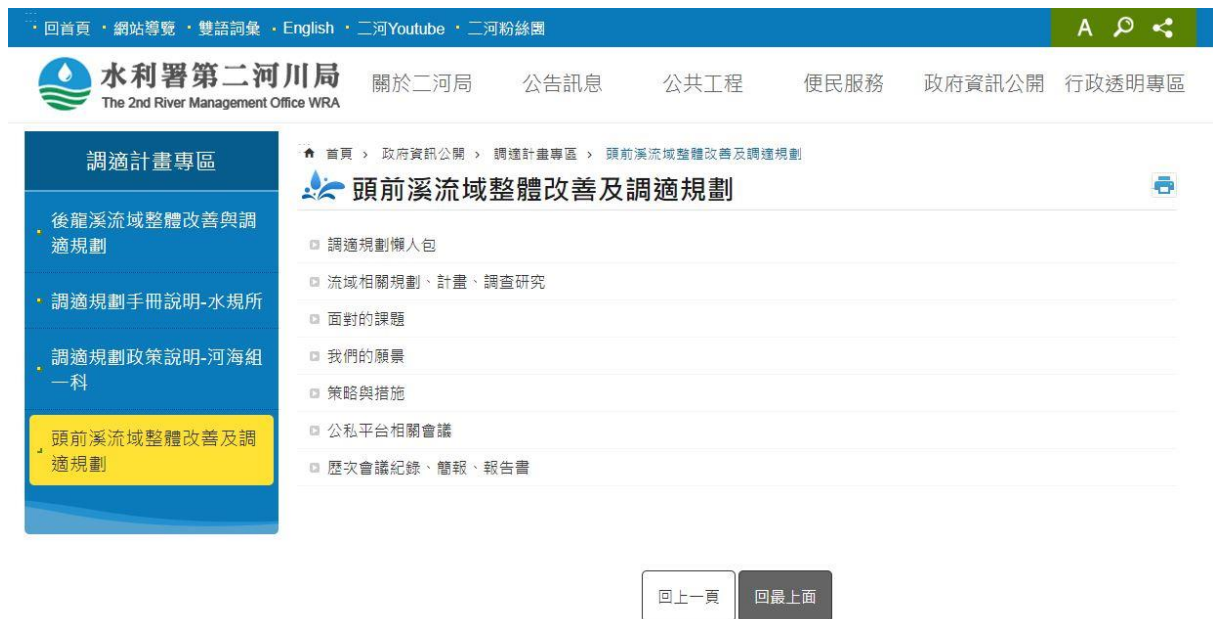 ・回首頁 ・網站導覽 ・雙語詞彙 ・English ・二河Youtube ・二河粉絲團
A
水利署第二河川局
The 2nd River Management Office WRA
關於二河局 公告訊息 公共工程 便民服務 政府資訊公開 行政透明專區
調適計畫專區
後龍溪流域整體改善與調
適規劃
調適規劃手冊說明-水規所
調適規劃政策說明-河海組
一科
頭前溪流域整體改善及調
適規劃
首頁 › 政府資訊公開 › 調適計畫專區 › 頭前溪流域整體改善及調適規劃
頭前溪流域整體改善及調適規劃
調適規劃懶人包
流域相關規劃、計畫、調查研究
面對的課題
我們的願景
策略與措施
公私平台相關會議
歷次會議紀錄、簡報、報告書
回上一頁 回最上面